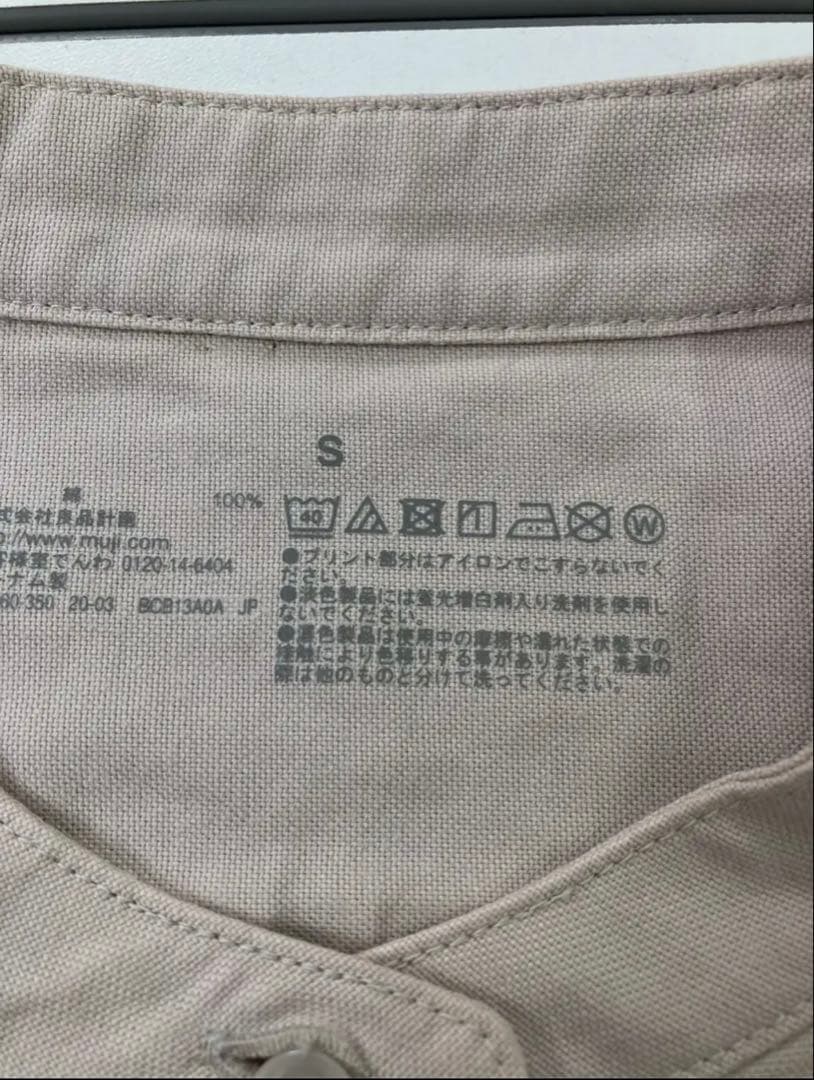 S
綿 100%
式会社良品計画
p://www.muji.com
客様室でんわ 0120-14-6404
ナム製
60-350 20-03 BCB13A0A JP
40
W
●プリント部分はアイロンでこすらないでく
ださい。
●淡色製品には蛍光増白剤入り洗剤を使用し
ないでください。
●濃色製品は使用中の摩擦や濡れた状態での
接触により色移りする事があります。洗濯の
際は他のものと分けて洗ってください。